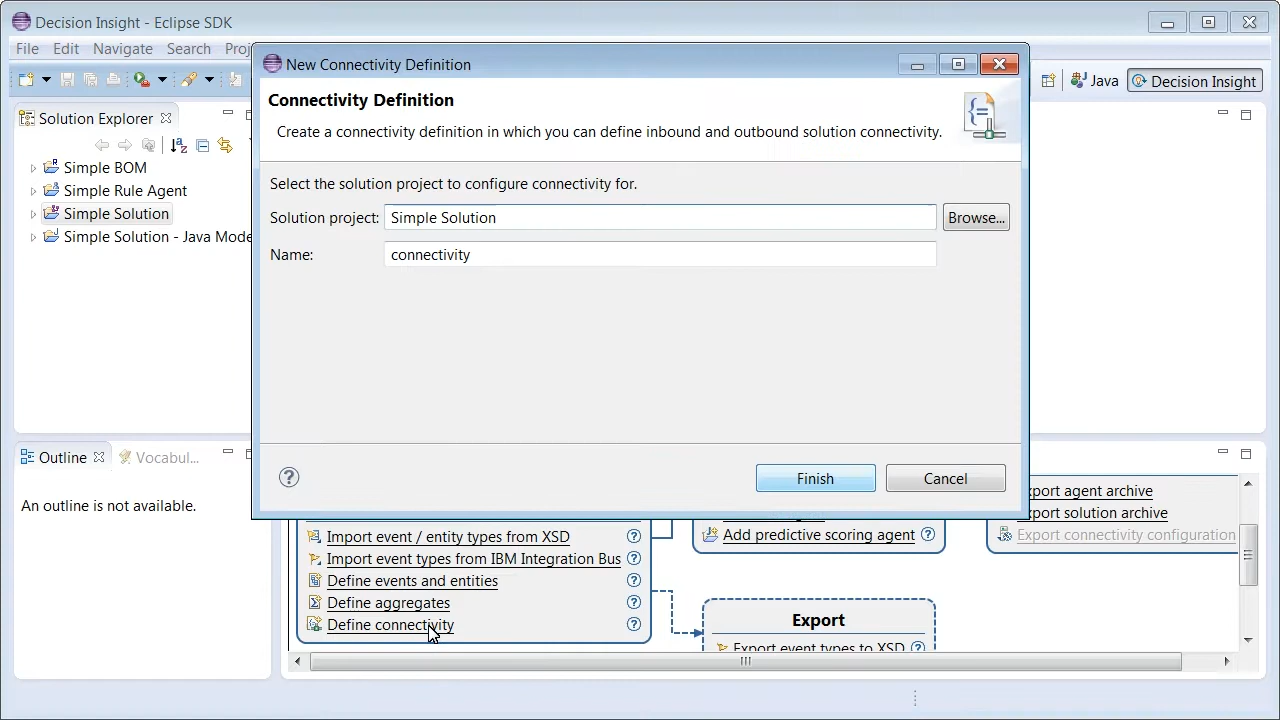 Decision Insight - Eclipse SDK
File Edit Navigate Search Proj
New Connectivity Definition
Java
Decision Insight
Solution Explorer
Connectivity Definition
Create a connectivity definition in which you can define inbound and outbound solution connectivity.
Simple BOM
Simple Rule Agent
Simple Solution
Simple Solution - Java Mode
Select the solution project to configure connectivity for.
Solution project: Simple Solution Browse...
Name: connectivity
Outline Vocabul...
An outline is not available.
Finish Cancel
xport agent archive
xport solution archive
Export connectivity configuration
Add predictive scoring agent
Import event / entity types from XSD
Import event types from IBM Integration Bus
Define events and entities
Define aggregates
Define connectivity
Export
Export event types to XSD